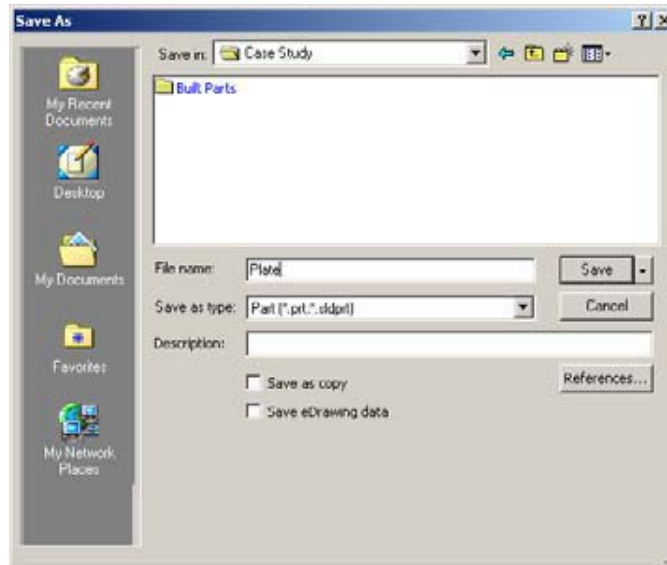 Save As
Save in:
Case Study
My Recent
Documents
Desktop
My Documents
Favorites
My Network
Places
Built Parts
File name:
Plate
Save
Save as type:
Part (*.prt;*.sldprt)
Cancel
Description:
References...
Save as copy
Save eDrawing data